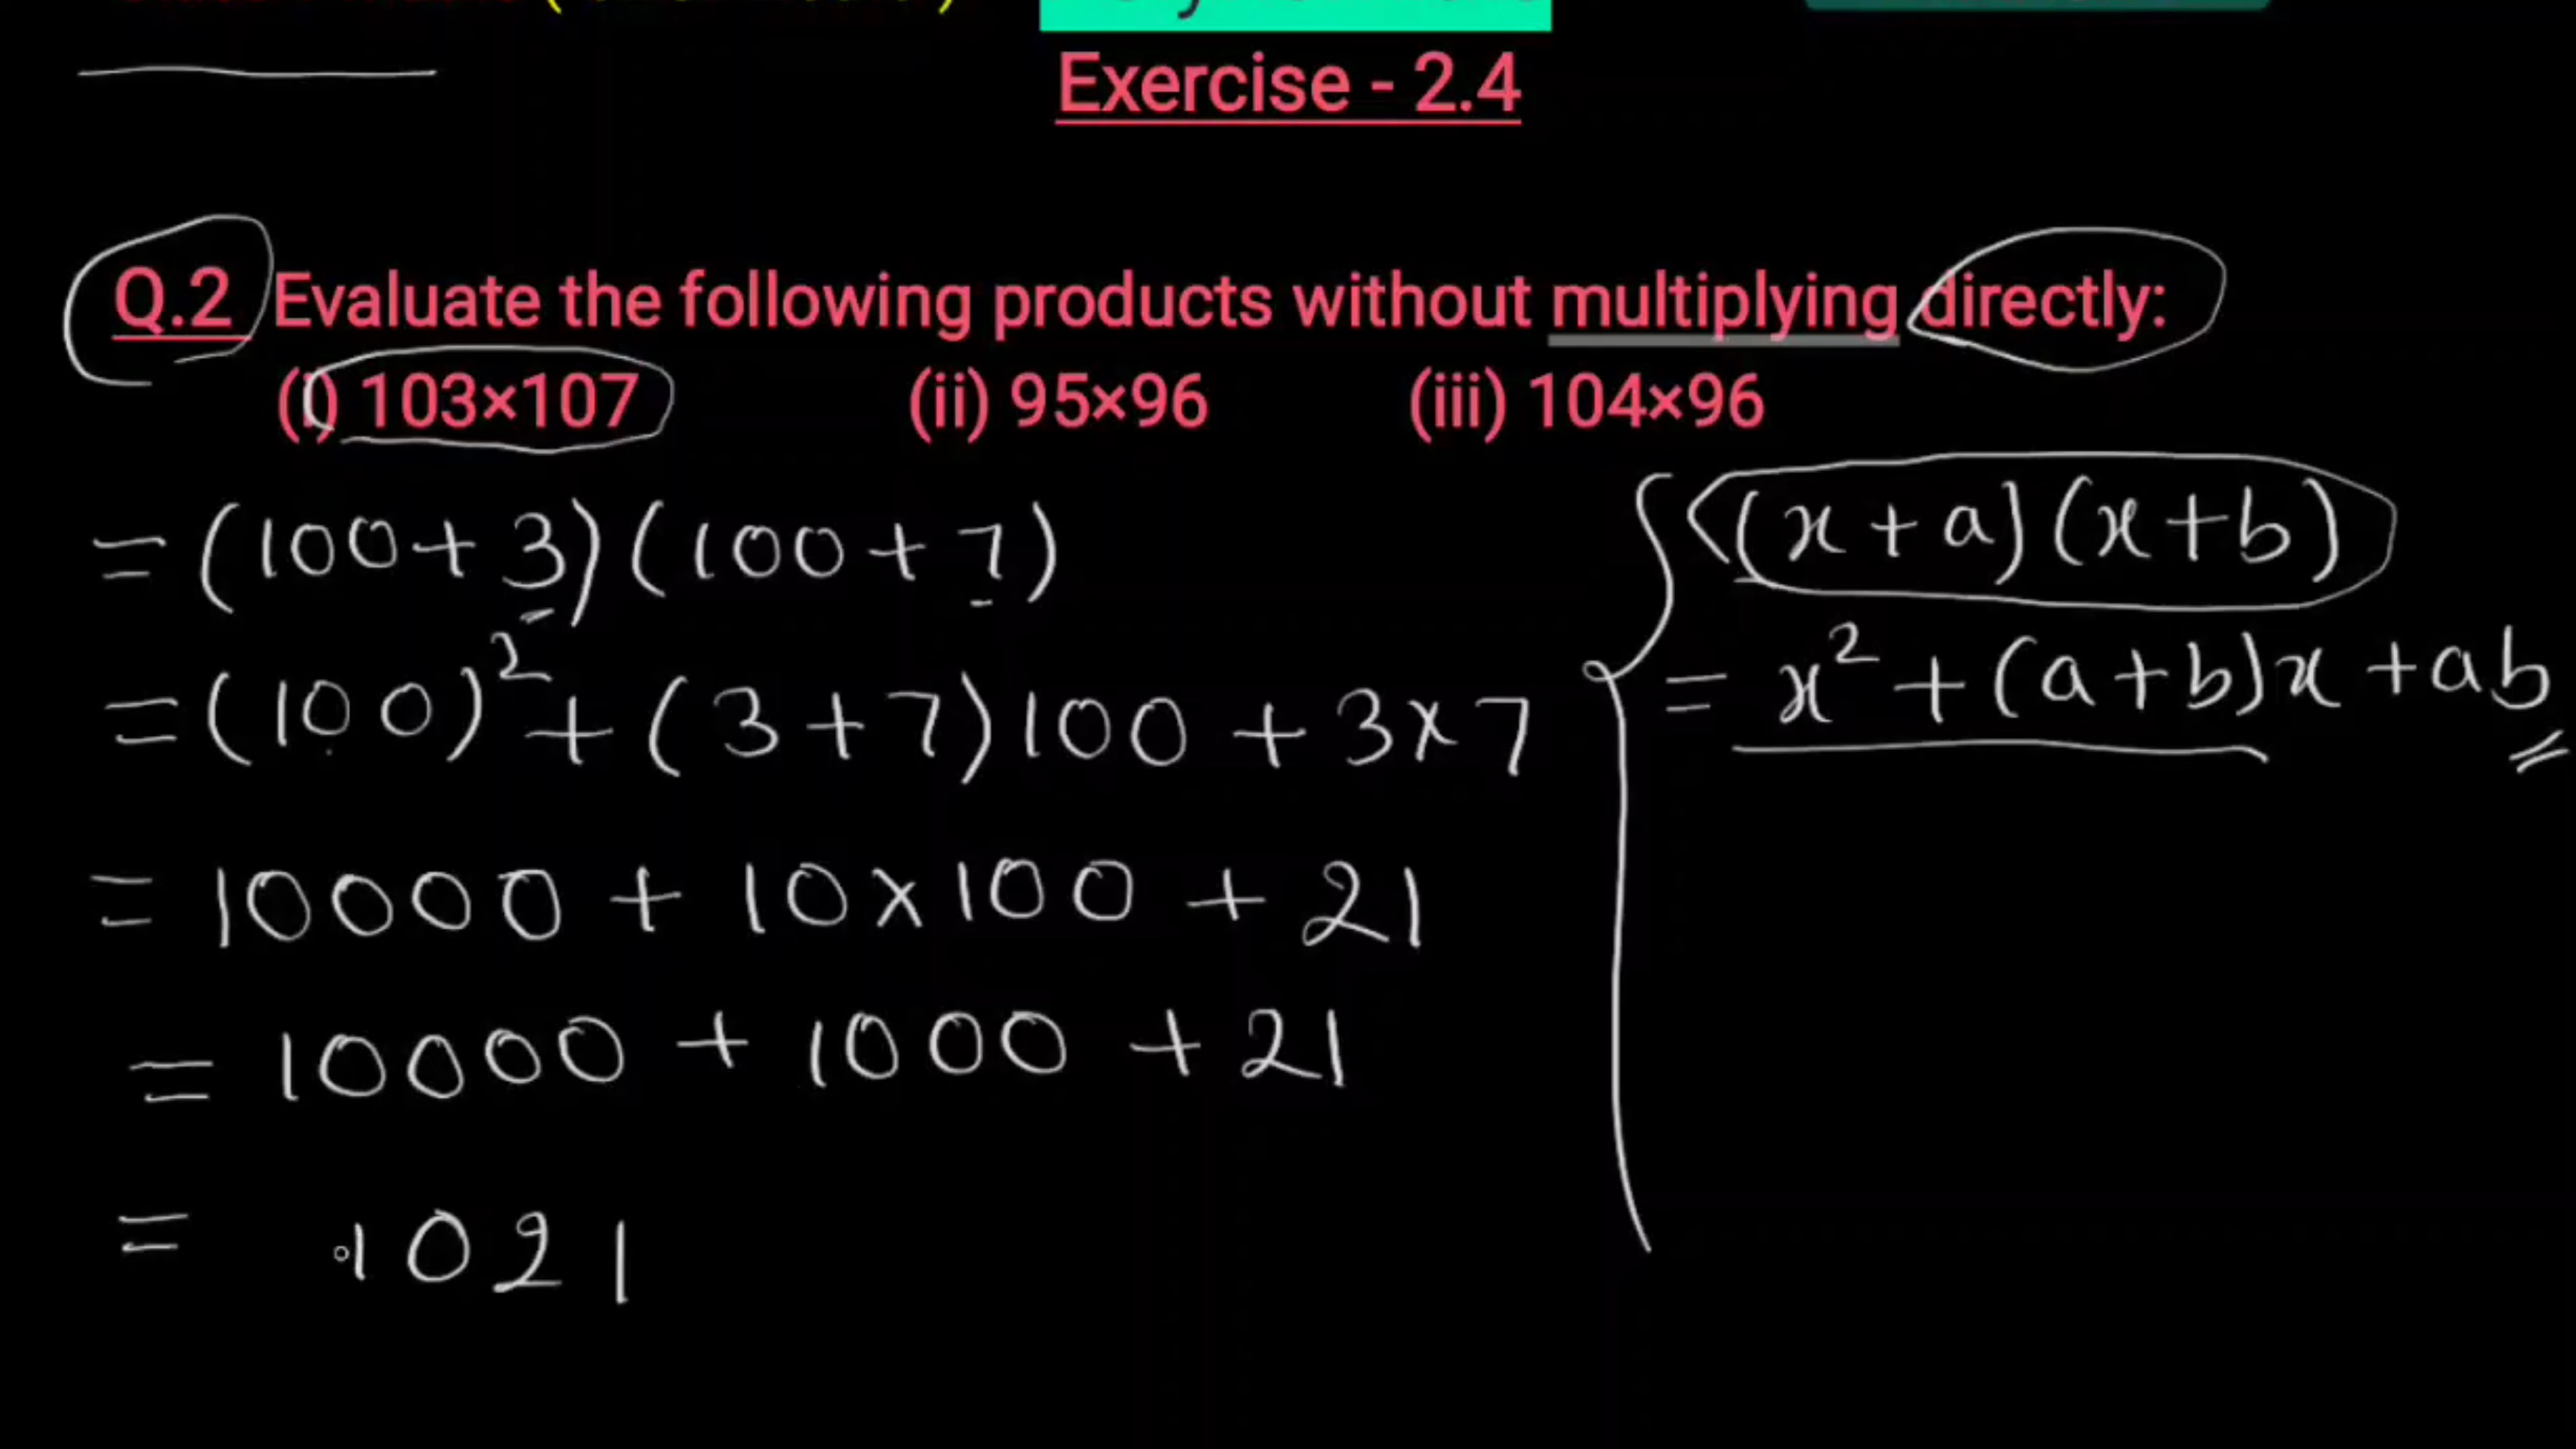 Exercise - 2.4
Q.2 Evaluate the following products without multiplying directly:
(i) 103×107 (ii) 95×96 (iii) 104×96
= (100+3)(100+7)
= (100)² + (3+7)100 + 3×7
= 10000 + 10×100 + 21
= 10000 + 1000 + 21
= 1021
(x+a)(x+b)
= x² + (a+b)x + ab